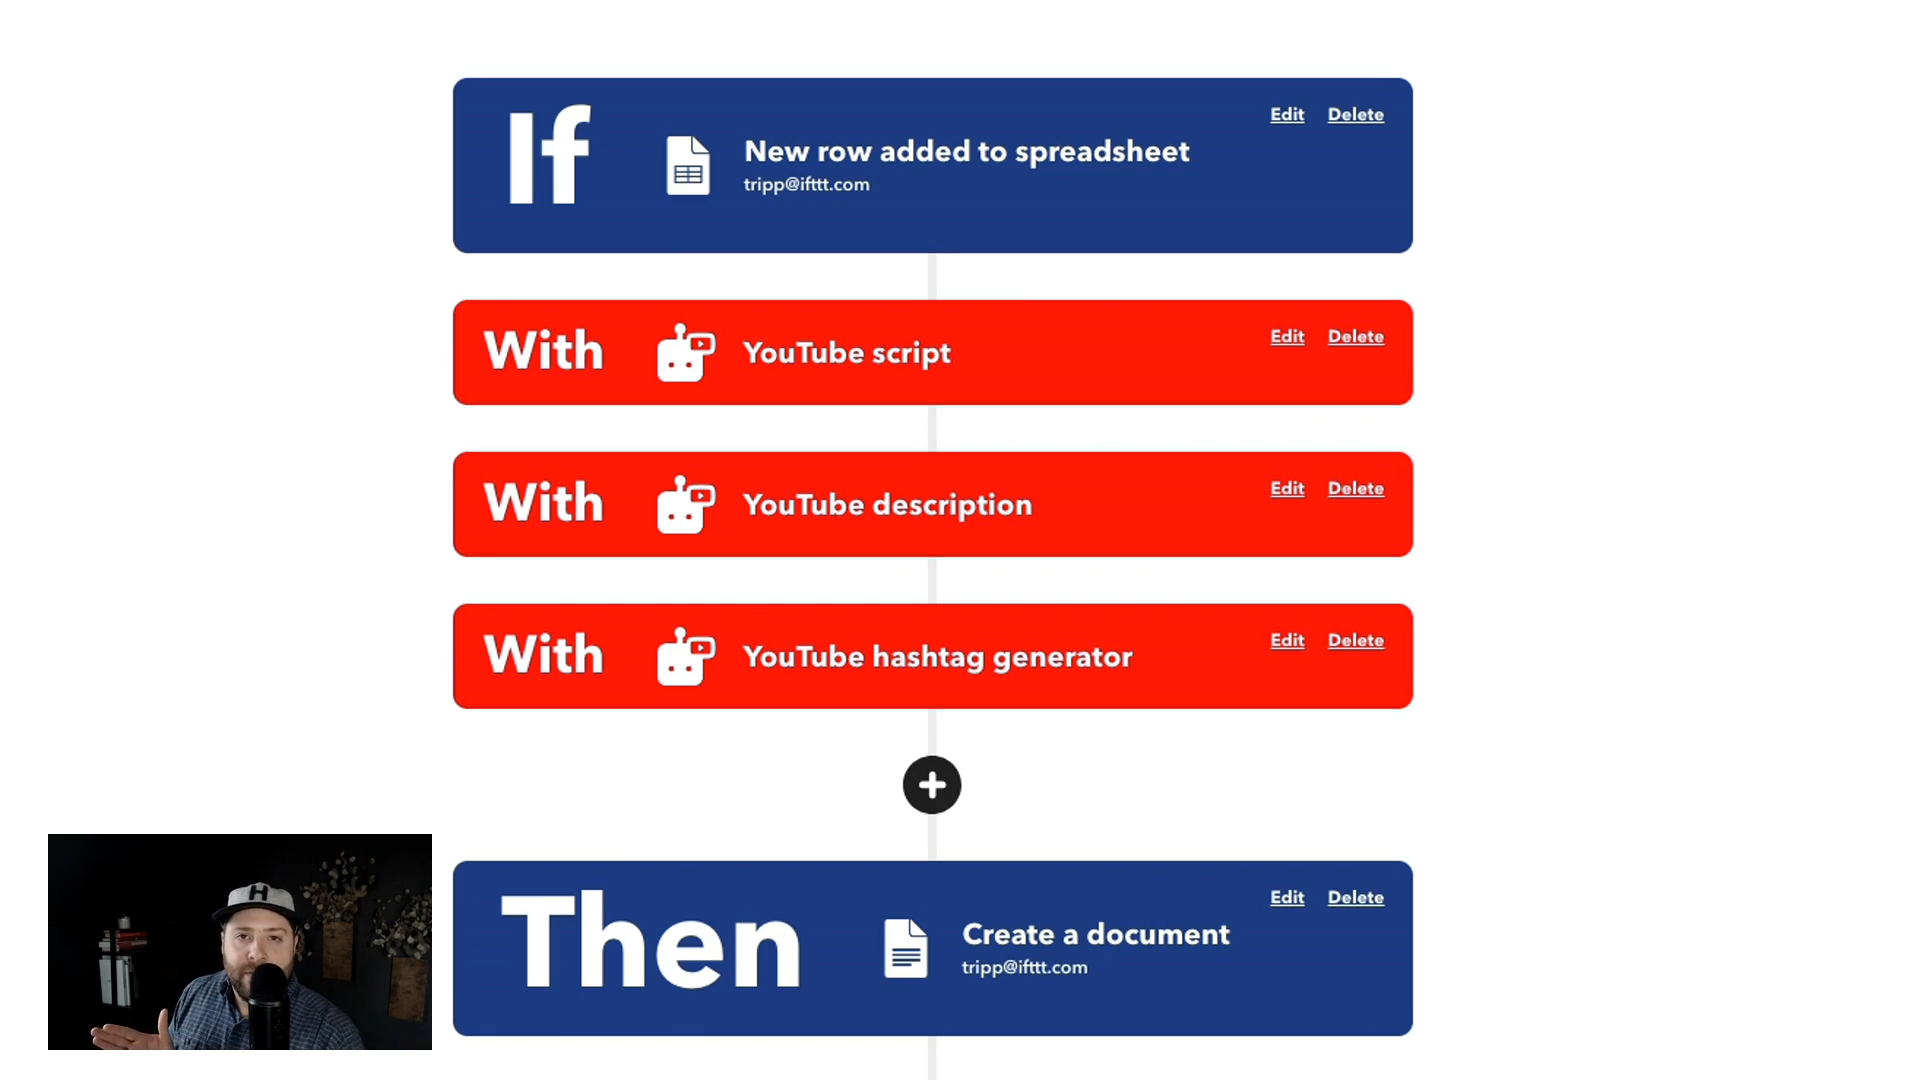 If
New row added to spreadsheet
tripp@ifttt.com
Edit Delete
With
YouTube script
Edit Delete
With
YouTube description
Edit Delete
With
YouTube hashtag generator
Edit Delete
Then
Create a document
tripp@ifttt.com
Edit Delete
H